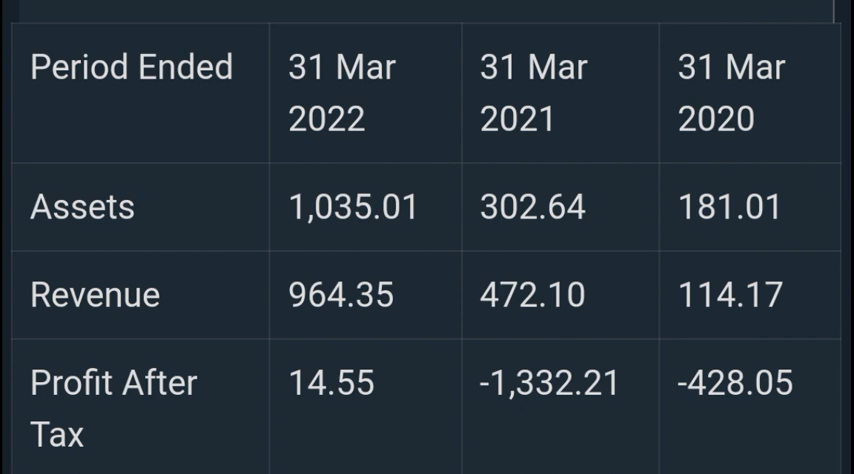 Period Ended 31 Mar 2022 31 Mar 2021 31 Mar 2020
Assets 1,035.01 302.64 181.01
Revenue 964.35 472.10 114.17
Profit After Tax 14.55 -1,332.21 -428.05